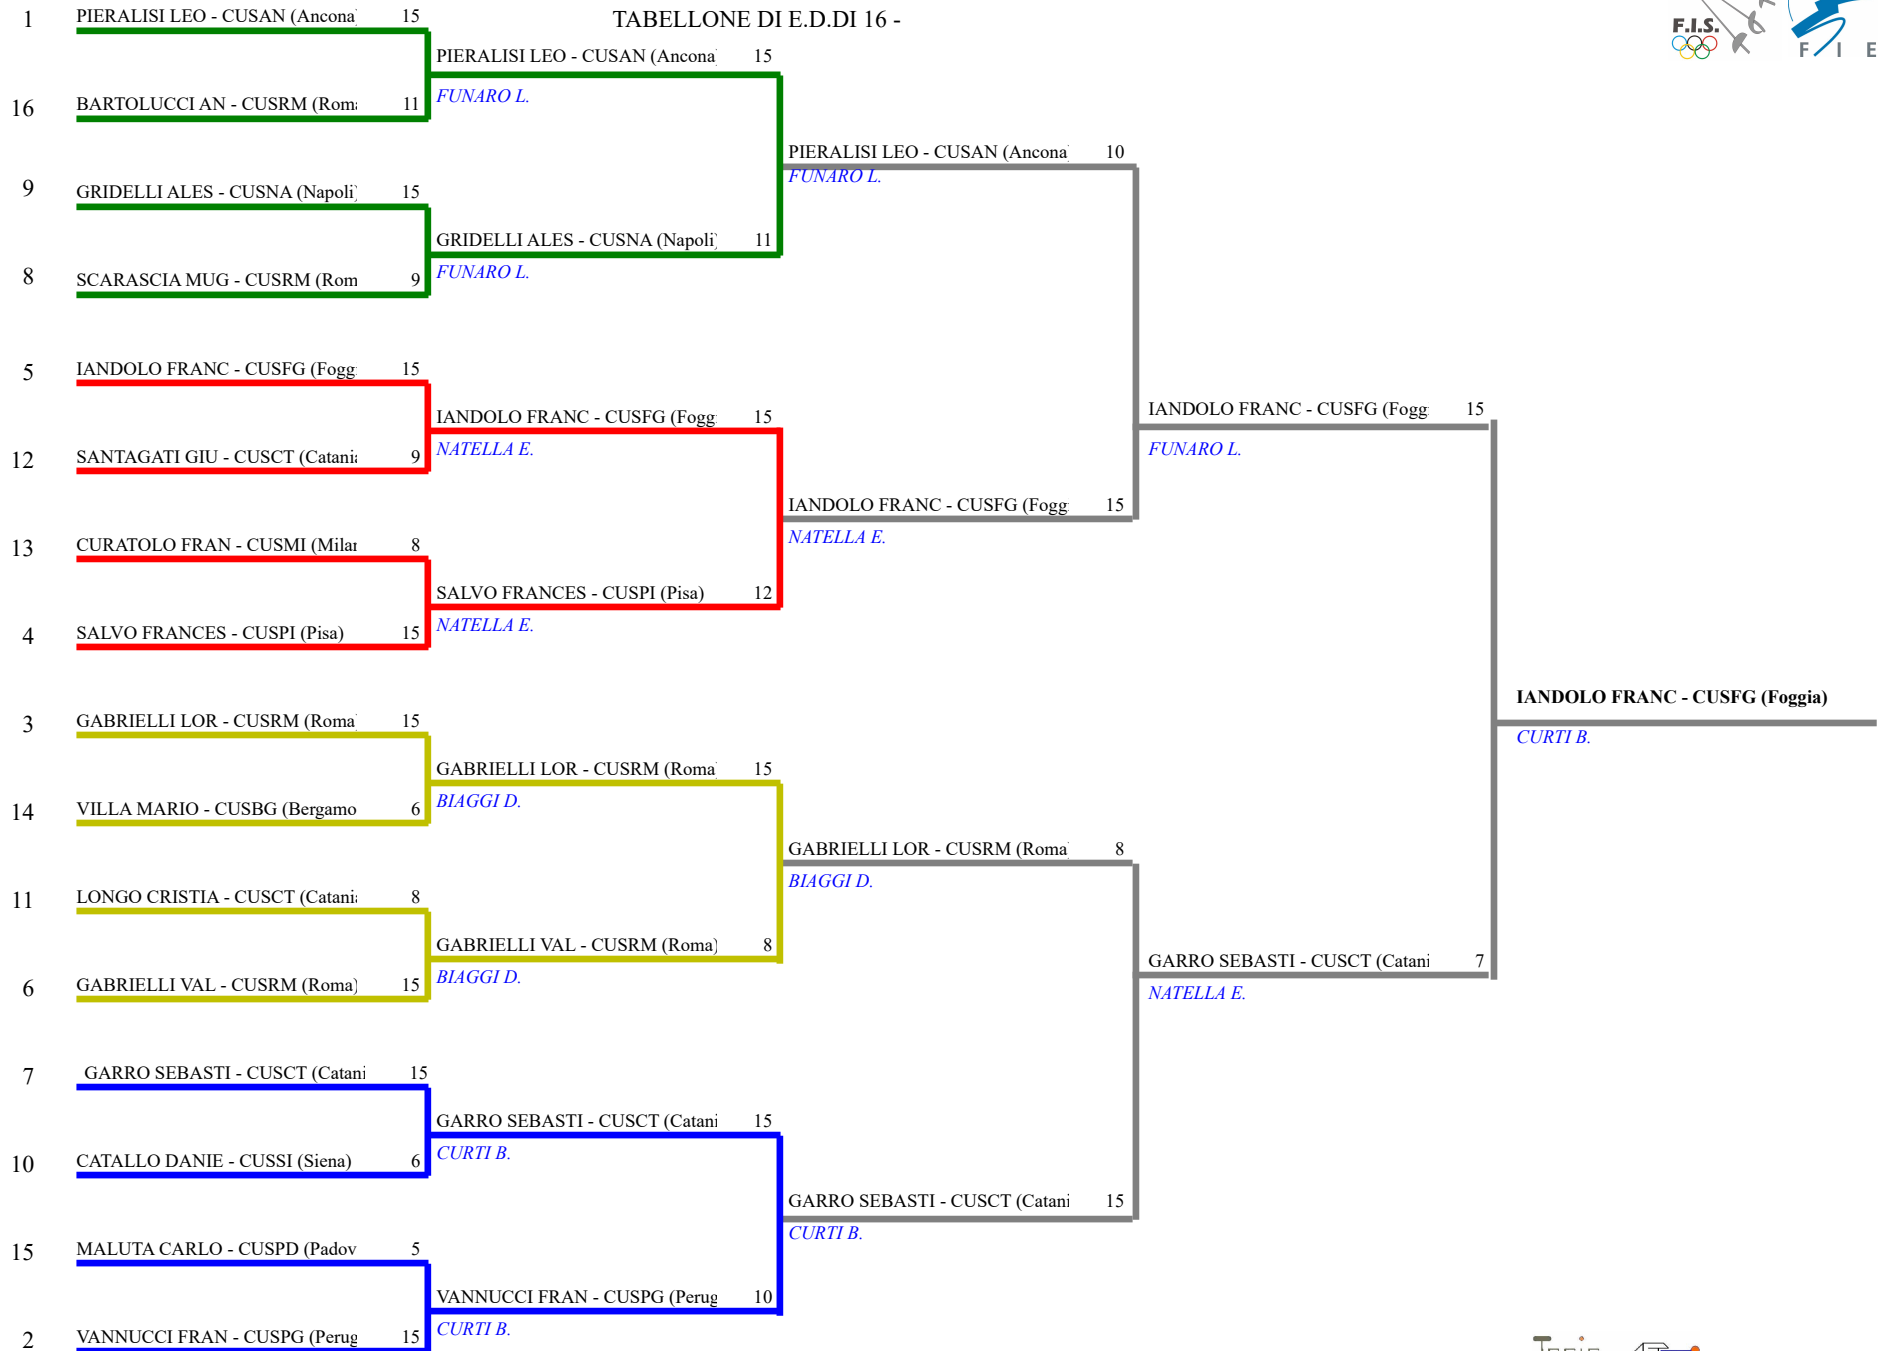 TABELLONE DI E.D.DI 16 -
F.I.S.
F I E
1 PIERALISI LEO - CUSAN (Ancona) 15
PIERALISI LEO - CUSAN (Ancona) 15
16 BARTOLUCCI AN - CUSRM (Roma 11
FUNARO L.
PIERALISI LEO - CUSAN (Ancona) 10
FUNARO L.
9 GRIDELLI ALES - CUSNA (Napoli) 15
GRIDELLI ALES - CUSNA (Napoli) 11
8 SCARASCIA MUG - CUSRM (Rom 9
FUNARO L.
5 IANDOLO FRANC - CUSFG (Fogg 15
IANDOLO FRANC - CUSFG (Fogg 15
IANDOLO FRANC - CUSFG (Fogg 15
12 SANTAGATI GIU - CUSCT (Catania 9
NATELLA E.
FUNARO L.
IANDOLO FRANC - CUSFG (Fogg 15
NATELLA E.
13 CURATOLO FRAN - CUSMI (Milan 8
SALVO FRANCES - CUSPI (Pisa) 12
4 SALVO FRANCES - CUSPI (Pisa) 15
NATELLA E.
IANDOLO FRANC - CUSFG (Foggia)
CURTI B.
3 GABRIELLI LOR - CUSRM (Roma) 15
GABRIELLI LOR - CUSRM (Roma) 15
14 VILLA MARIO - CUSBG (Bergamo 6
BIAGGI D.
GABRIELLI LOR - CUSRM (Roma) 8
BIAGGI D.
11 LONGO CRISTIA - CUSCT (Catania 8
GABRIELLI VAL - CUSRM (Roma) 8
GARRO SEBASTI - CUSCT (Catani 7
6 GABRIELLI VAL - CUSRM (Roma) 15
BIAGGI D.
NATELLA E.
7 GARRO SEBASTI - CUSCT (Catani 15
GARRO SEBASTI - CUSCT (Catani 15
10 CATALLO DANIE - CUSSI (Siena) 6
CURTI B.
GARRO SEBASTI - CUSCT (Catani 15
CURTI B.
15 MALUTA CARLO - CUSPD (Padov 5
VANNUCCI FRAN - CUSPG (Perug 10
2 VANNUCCI FRAN - CUSPG (Perug 15
CURTI B.